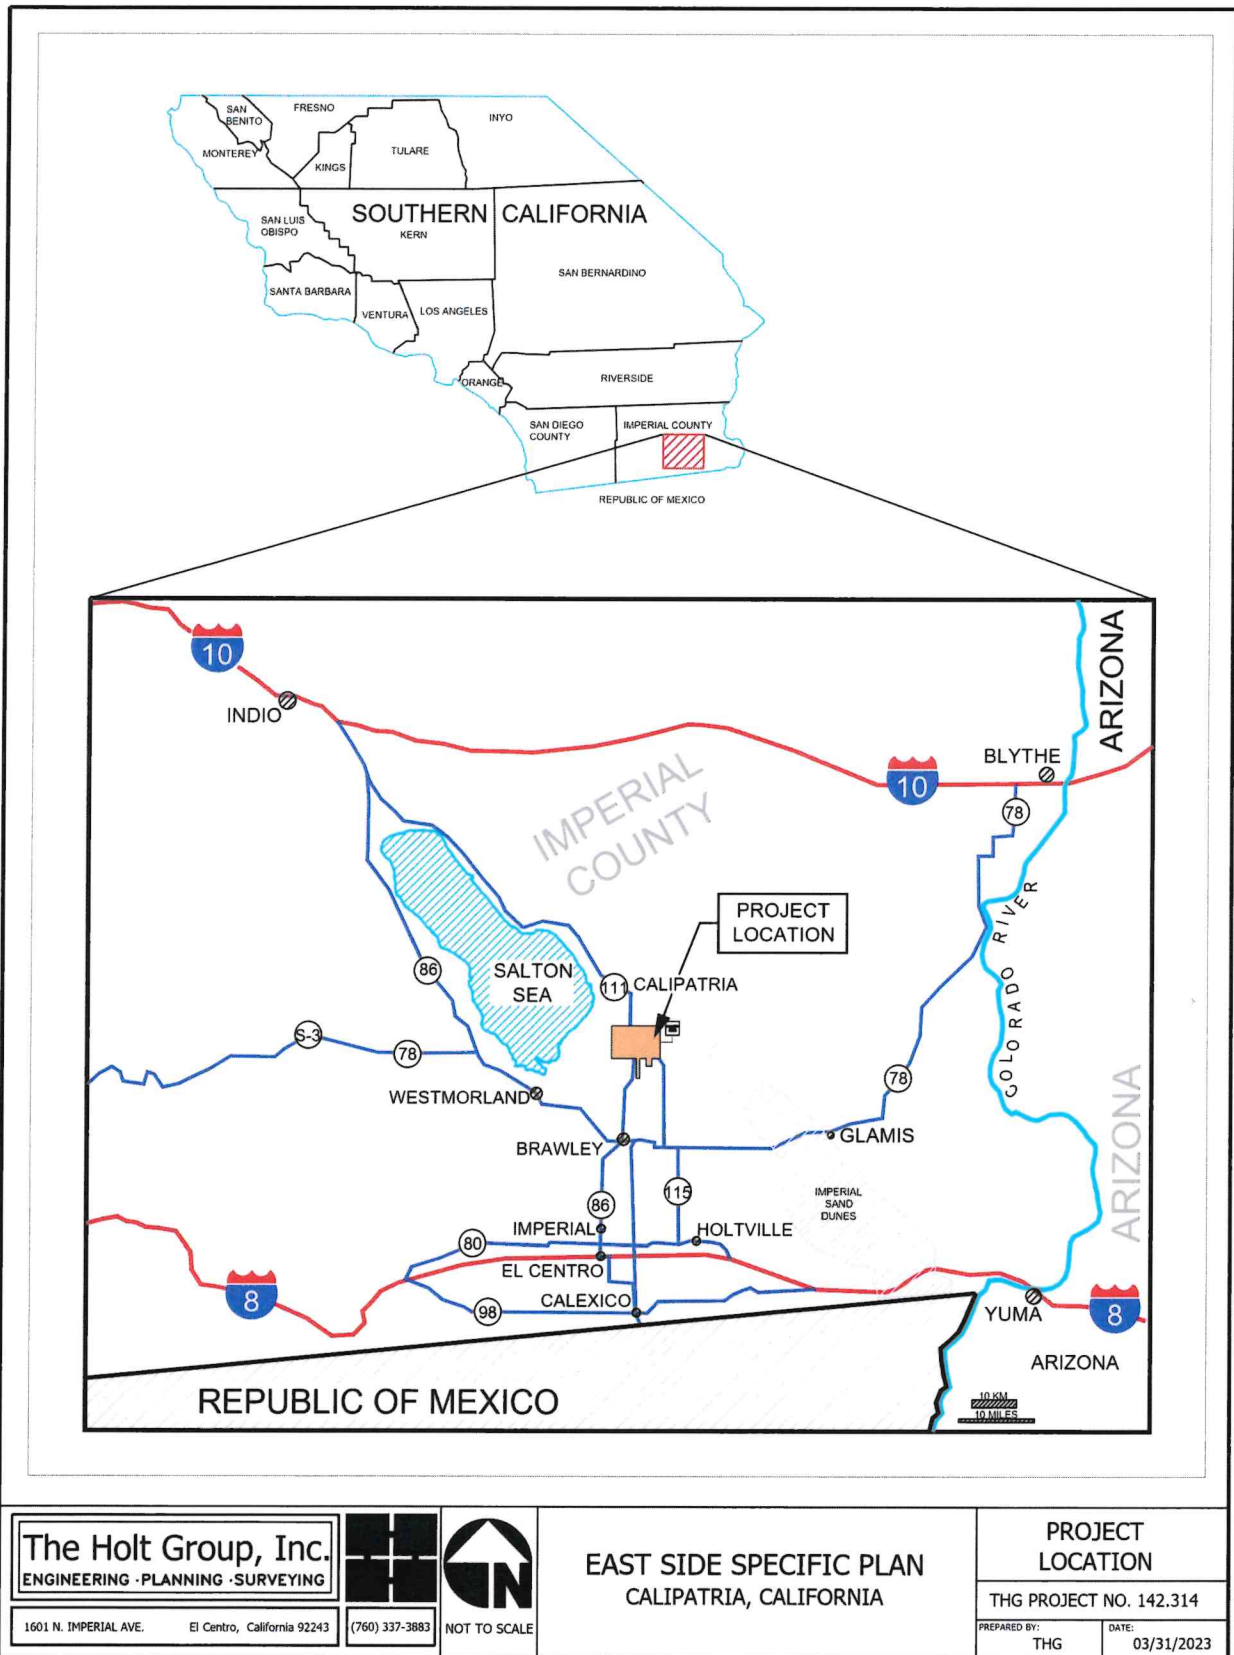 SAN
BENITO
FRESNO
INYO
MONTEREY
KINGS
TULARE
SOUTHERN CALIFORNIA
SAN LUIS
OBISPO
KERN
SAN BERNARDINO
SANTA BARBARA
VENTURA
LOS ANGELES
ORANGE
RIVERSIDE
SAN DIEGO
COUNTY
IMPERIAL COUNTY
REPUBLIC OF MEXICO
10
INDIO
ARIZONA
BLYTHE
10
78
IMPERIAL
COUNTY
PROJECT
LOCATION
COLORADO RIVER
86
SALTON
SEA
111
CALIPATRIA
S-3
78
78
WESTMORLAND
BRAWLEY
GLAMIS
ARIZONA
86
115
IMPERIAL
SAND
DUNES
IMPERIAL
HOLTVILLE
80
EL CENTRO
8
98
CALEXICO
YUMA
8
ARIZONA
REPUBLIC OF MEXICO
10 KM
10 MILES
The Holt Group, Inc.
ENGINEERING · PLANNING · SURVEYING
1601 N. IMPERIAL AVE. El Centro, California 92243
(760) 337-3883
N
NOT TO SCALE
EAST SIDE SPECIFIC PLAN
CALIPATRIA, CALIFORNIA
PROJECT
LOCATION
THG PROJECT NO. 142.314
PREPARED BY:
THG
DATE:
03/31/2023